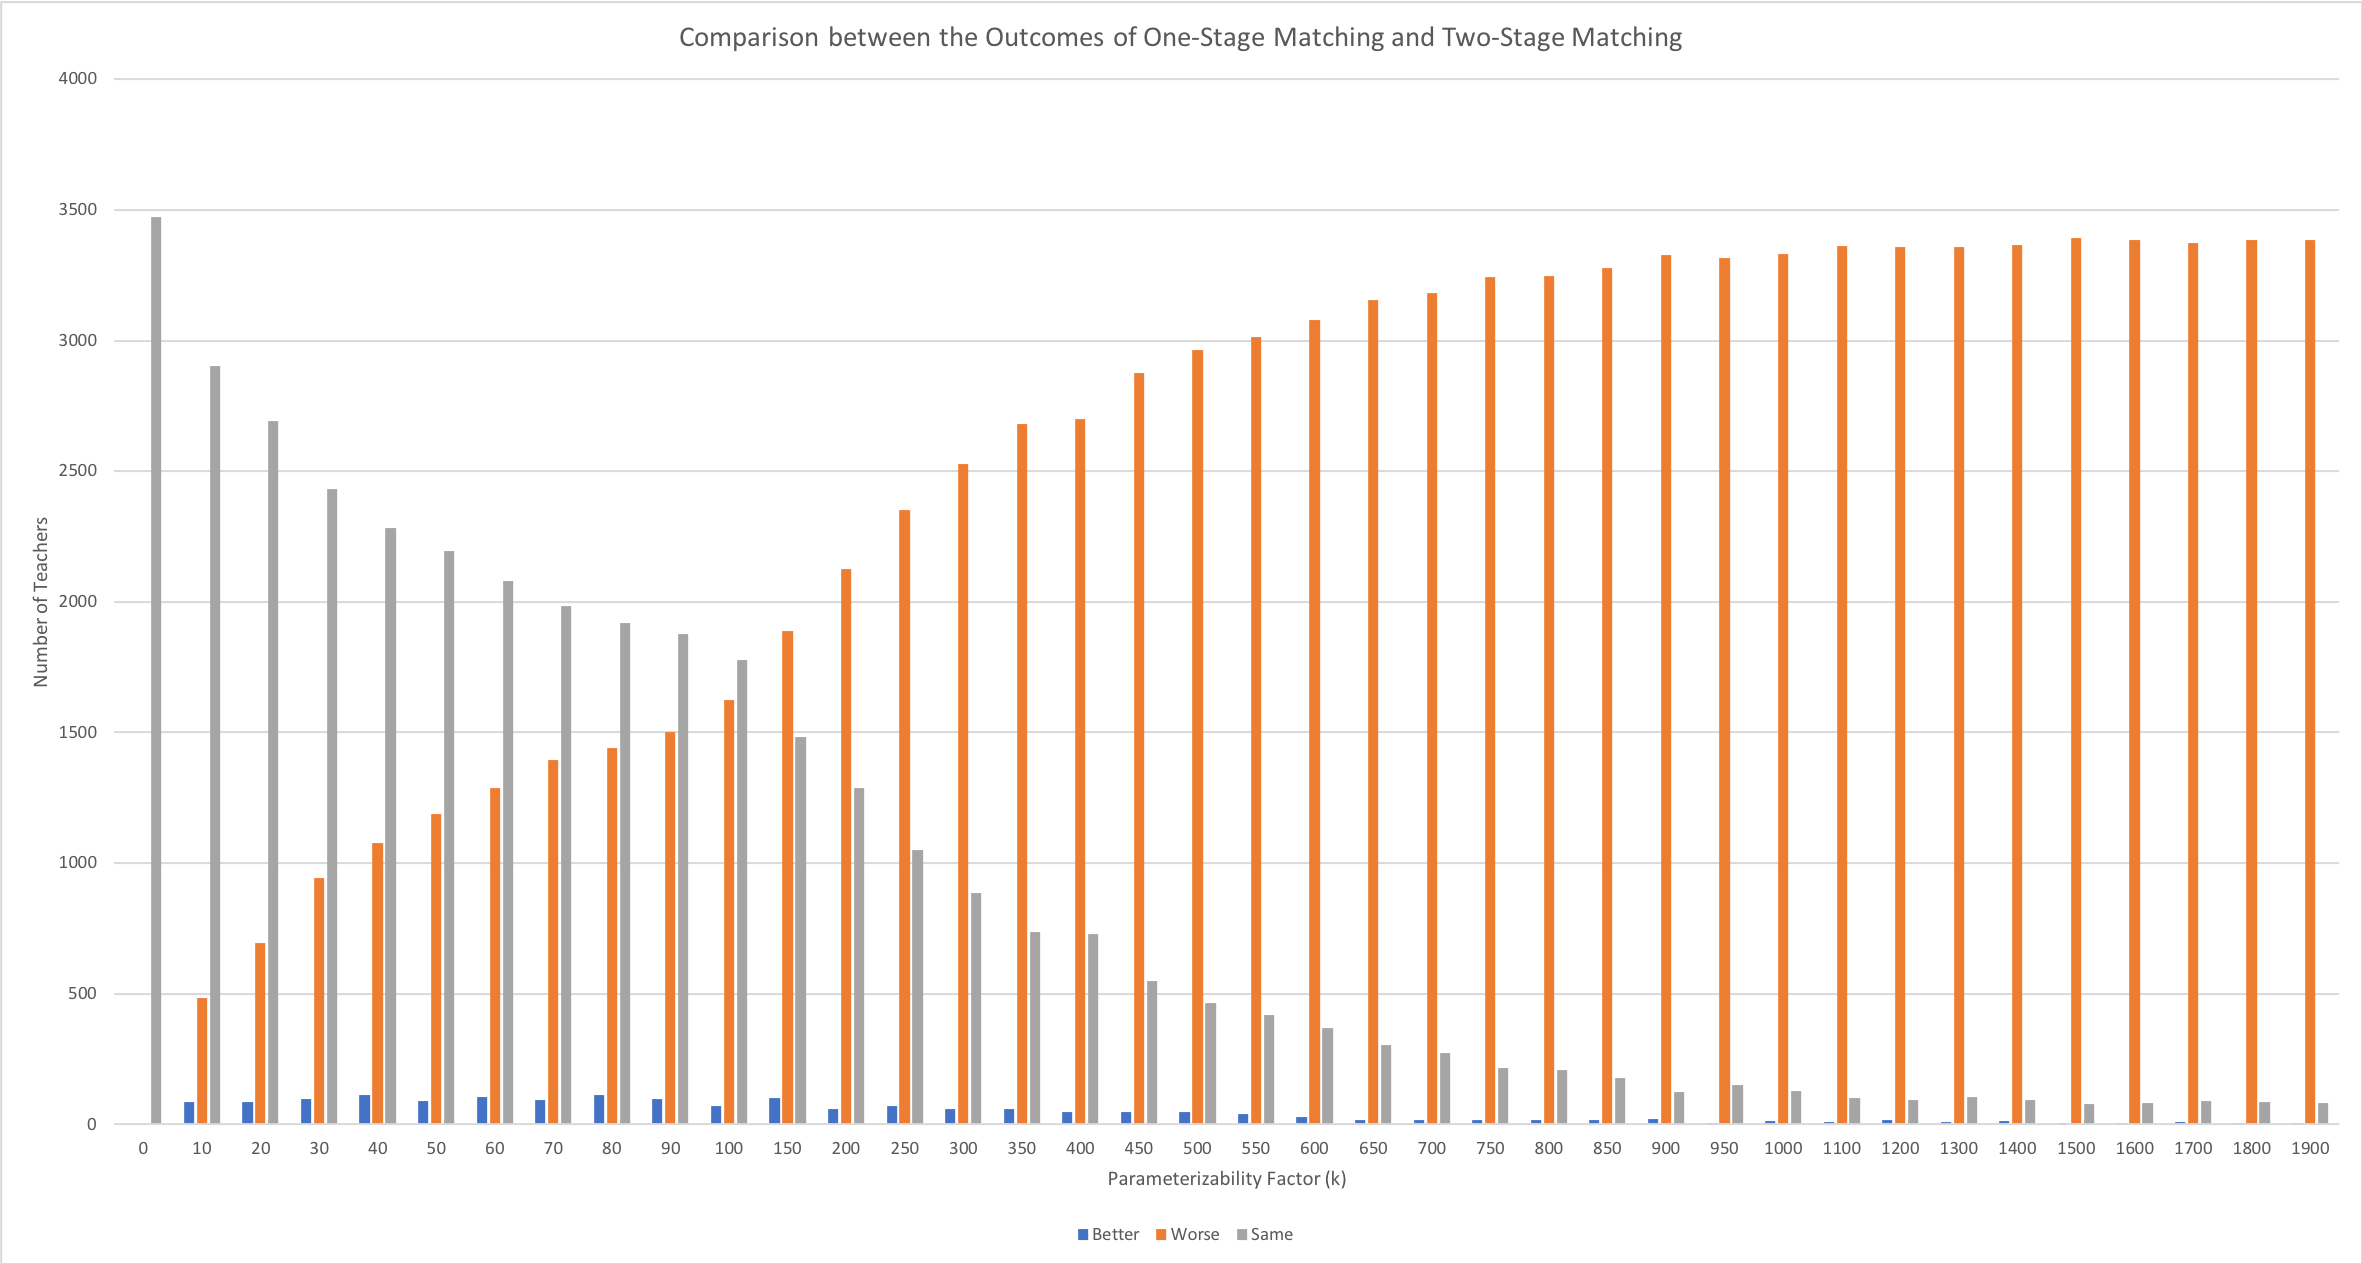 Comparison between the Outcomes of One-Stage Matching and Two-Stage Matching
4000
3500
3000
2500
2000
1500
1000
500
0
Number of Teachers
0 10 20 30 40 50 60 70 80 90 100 150 200 250 300 350 400 450 500 550 600 650 700 750 800 850 900 950 1000 1100 1200 1300 1400 1500 1600 1700 1800 1900
Parameterizability Factor (k)
Better Worse Same